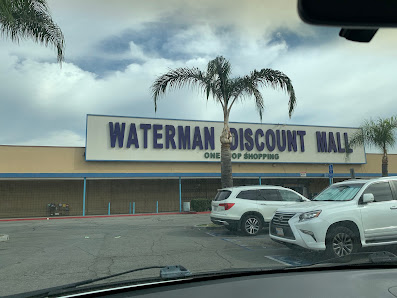 WATERMAN DISCOUNT MALL
ONE STOP SHOPPING